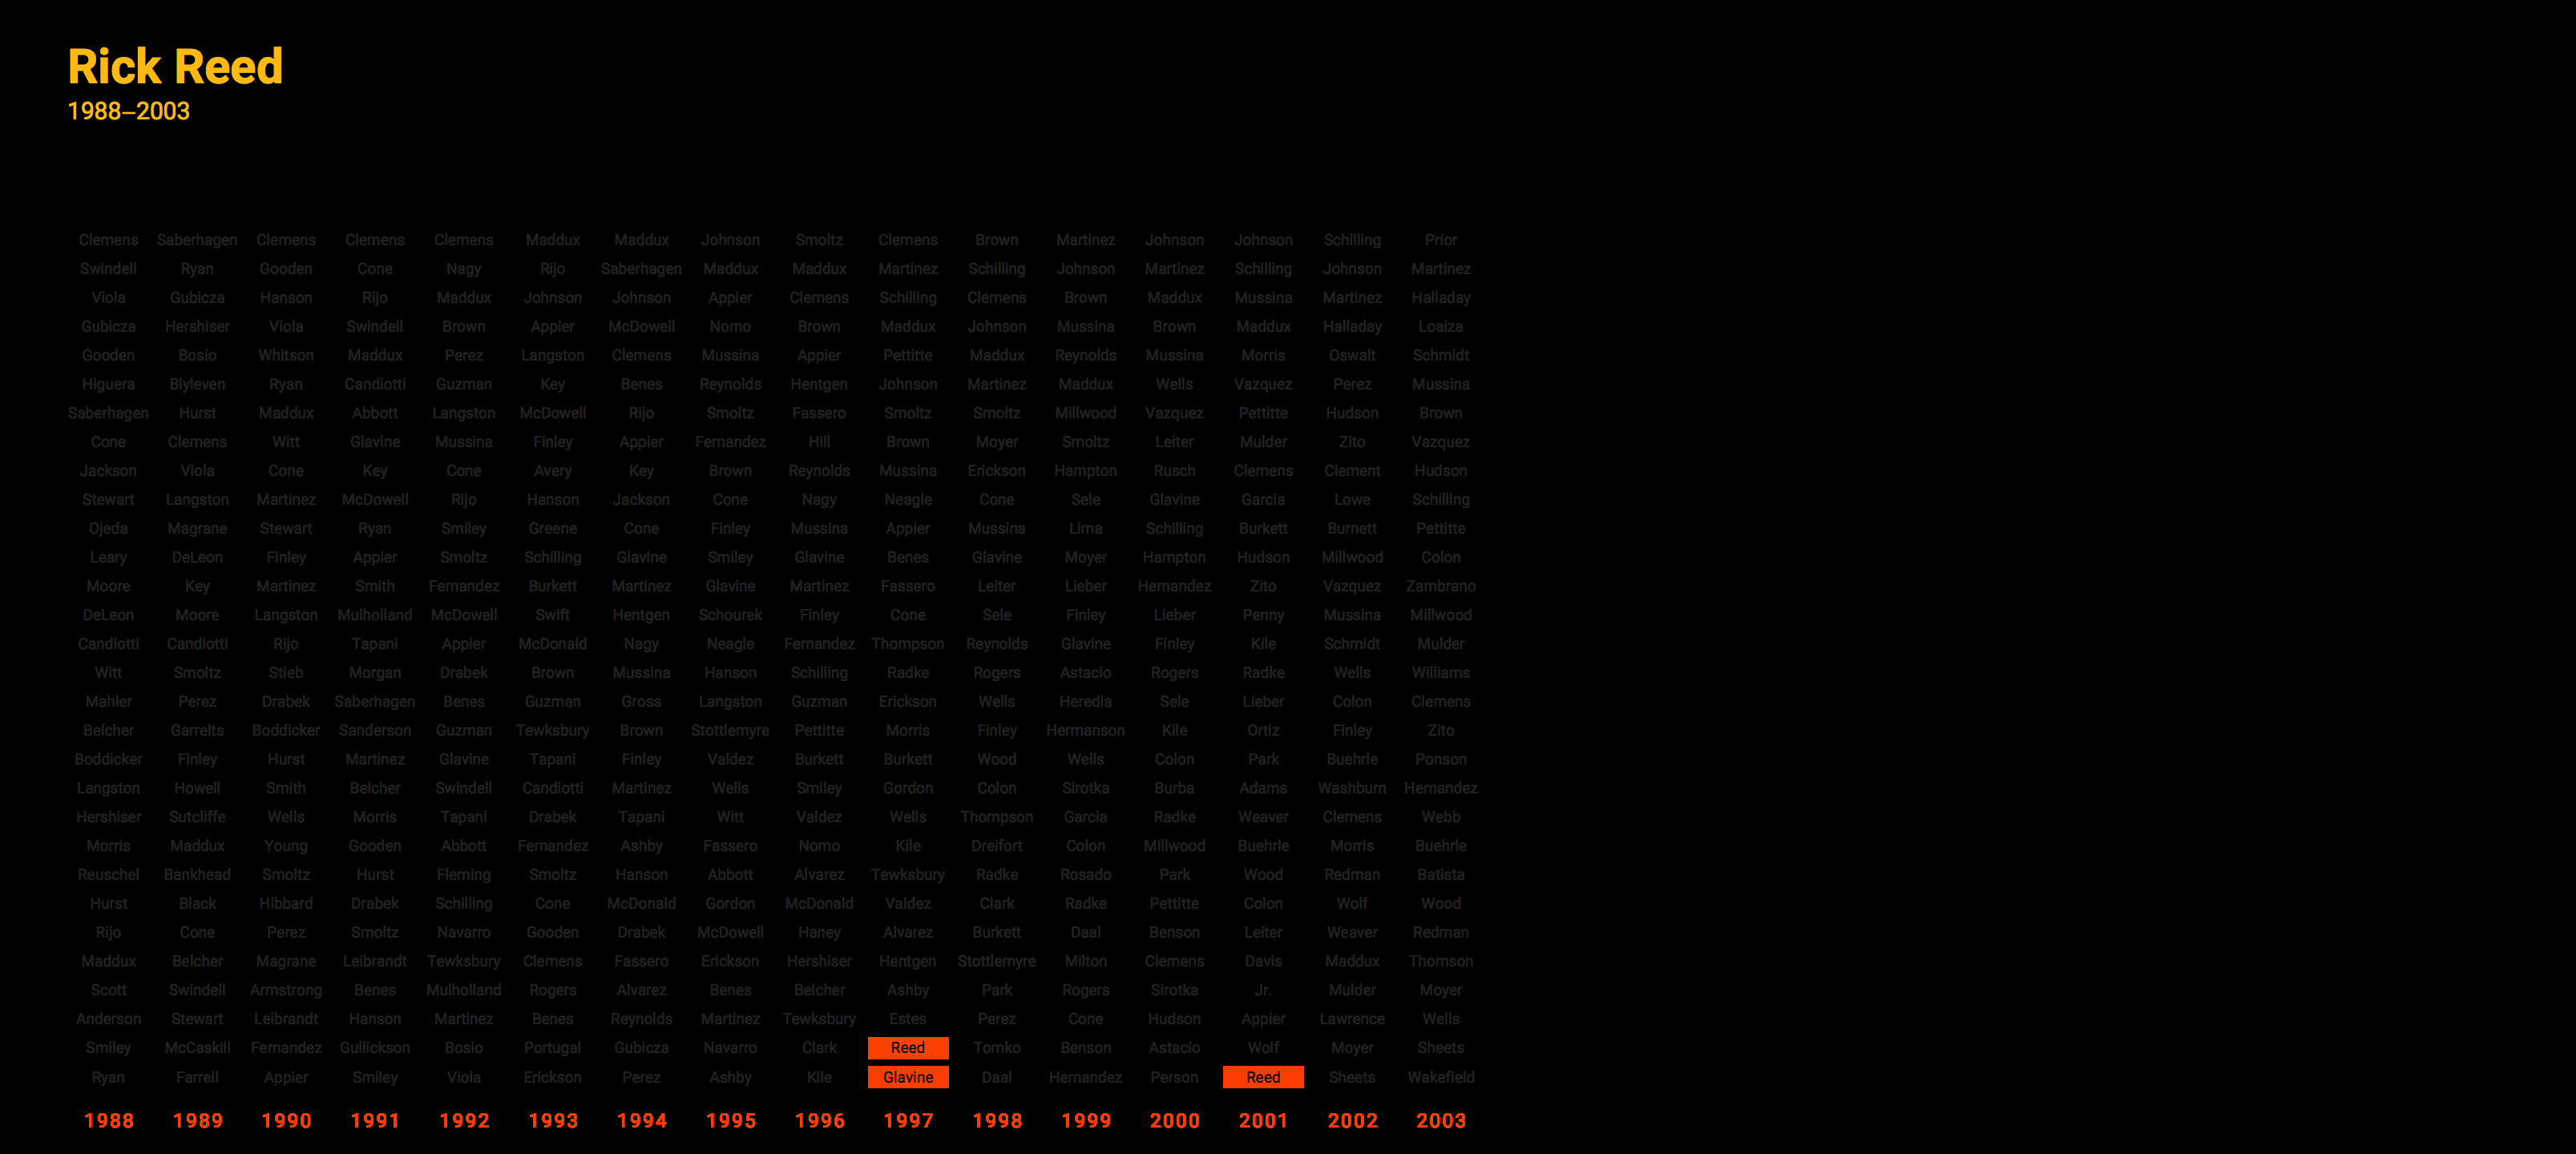 Rick Reed
1988–2003
Clemens Saberhagen Clemens Clemens Clemens Maddux Maddux Johnson Smoltz Clemens Brown Martinez Johnson Johnson Schilling Prior
Swindell Ryan Gooden Cone Nagy Rijo Saberhagen Maddux Maddux Martinez Schilling Johnson Martinez Schilling Johnson Martinez
Viola Gubicza Hanson Rijo Maddux Johnson Johnson Appier Clemens Schilling Clemens Brown Maddux Mussina Martinez Halladay
Gubicza Hershiser Viola Swindell Brown Appier McDowell Nomo Brown Maddux Johnson Mussina Brown Maddux Halladay Loaiza
Gooden Bosio Whitson Maddux Perez Langston Clemens Mussina Appier Pettitte Maddux Reynolds Mussina Morris Oswalt Schmidt
Higuera Blyleven Ryan Candiotti Guzman Key Benes Reynolds Hentgen Johnson Martinez Maddux Wells Vazquez Perez Mussina
Saberhagen Hurst Maddux Abbott Langston McDowell Rijo Smoltz Fassero Smoltz Smoltz Millwood Vazquez Pettitte Hudson Brown
Cone Clemens Witt Glavine Mussina Finley Appier Fernandez Hill Brown Moyer Smoltz Leiter Mulder Zito Vazquez
Jackson Viola Cone Key Cone Avery Key Brown Reynolds Mussina Erickson Hampton Rusch Clemens Clement Hudson
Stewart Langston Martinez McDowell Rijo Hanson Jackson Cone Nagy Neagle Cone Sele Glavine Garcia Lowe Schilling
Ojeda Magrane Stewart Ryan Smiley Greene Cone Finley Mussina Appier Mussina Lima Schilling Burkett Burnett Pettitte
Leary DeLeon Finley Appier Smoltz Schilling Glavine Smiley Glavine Benes Glavine Moyer Hampton Hudson Millwood Colon
Moore Key Martinez Smith Fernandez Burkett Martinez Glavine Martinez Fassero Leiter Lieber Hernandez Zito Vazquez Zambrano
DeLeon Moore Langston Mulholland McDowell Swift Hentgen Schourek Finley Cone Sele Finley Lieber Penny Mussina Millwood
Candiotti Candiotti Rijo Tapani Appier McDonald Nagy Neagle Fernandez Thompson Reynolds Glavine Finley Kile Schmidt Mulder
Witt Smoltz Stieb Morgan Drabek Brown Mussina Hanson Schilling Radke Rogers Astacio Rogers Radke Wells Williams
Mahler Perez Drabek Saberhagen Benes Guzman Gross Langston Guzman Erickson Wells Heredia Sele Lieber Colon Clemens
Belcher Garrelts Boddicker Sanderson Guzman Tewksbury Brown Stottlemyre Pettitte Morris Finley Hermanson Kile Ortiz Finley Zito
Boddicker Finley Hurst Martinez Glavine Tapani Finley Valdez Burkett Burkett Wood Wells Colon Park Buehrle Ponson
Langston Howell Smith Belcher Swindell Candiotti Martinez Wells Smiley Gordon Colon Sirotka Burba Adams Washburn Hernandez
Hershiser Sutcliffe Wells Morris Tapani Drabek Tapani Witt Valdez Wells Thompson Garcia Radke Weaver Clemens Webb
Morris Maddux Young Gooden Abbott Fernandez Ashby Fassero Nomo Kile Dreifort Colon Millwood Buehrle Morris Buehrle
Reuschel Bankhead Smoltz Hurst Fleming Smoltz Hanson Abbott Alvarez Tewksbury Radke Rosado Park Wood Redman Batista
Hurst Black Hibbard Drabek Schilling Cone McDonald Gordon McDonald Valdez Clark Radke Pettitte Colon Wolf Wood
Rijo Cone Perez Smoltz Navarro Gooden Drabek McDowell Haney Alvarez Burkett Daal Benson Leiter Weaver Redman
Maddux Belcher Magrane Leibrandt Tewksbury Clemens Fassero Erickson Hershiser Hentgen Stottlemyre Milton Clemens Davis Maddux Thomson
Scott Swindell Armstrong Benes Mulholland Rogers Alvarez Benes Belcher Ashby Park Rogers Sirotka Jr. Mulder Moyer
Anderson Stewart Leibrandt Hanson Martinez Benes Reynolds Martinez Tewksbury Estes Perez Cone Hudson Appier Lawrence Wells
Smiley McCaskill Fernandez Gullickson Bosio Portugal Gubicza Navarro Clark Reed Tomko Benson Astacio Wolf Moyer Sheets
Ryan Farrell Appier Smiley Viola Erickson Perez Ashby Kile Glavine Daal Hernandez Person Reed Sheets Wakefield
1988 1989 1990 1991 1992 1993 1994 1995 1996 1997 1998 1999 2000 2001 2002 2003